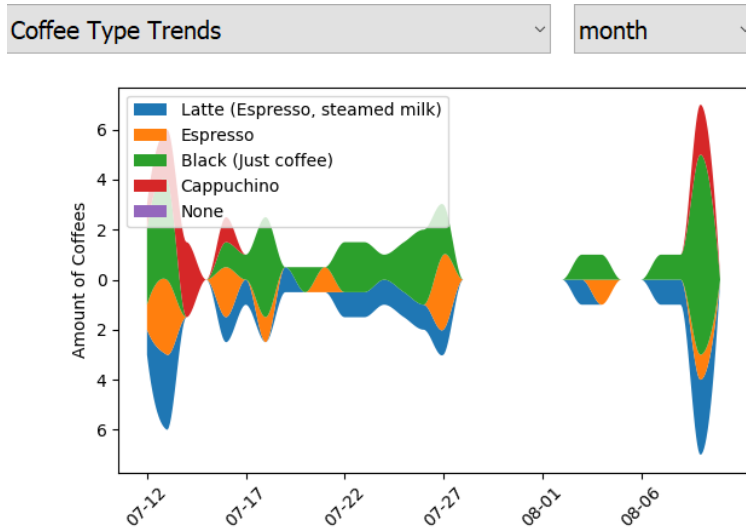 Coffee Type Trends
month
Latte (Espresso, steamed milk)
Espresso
Black (Just coffee)
Cappuchino
None
Amount of Coffees
6
4
2
0
2
4
6
07-12
07-17
07-22
07-27
08-01
08-06